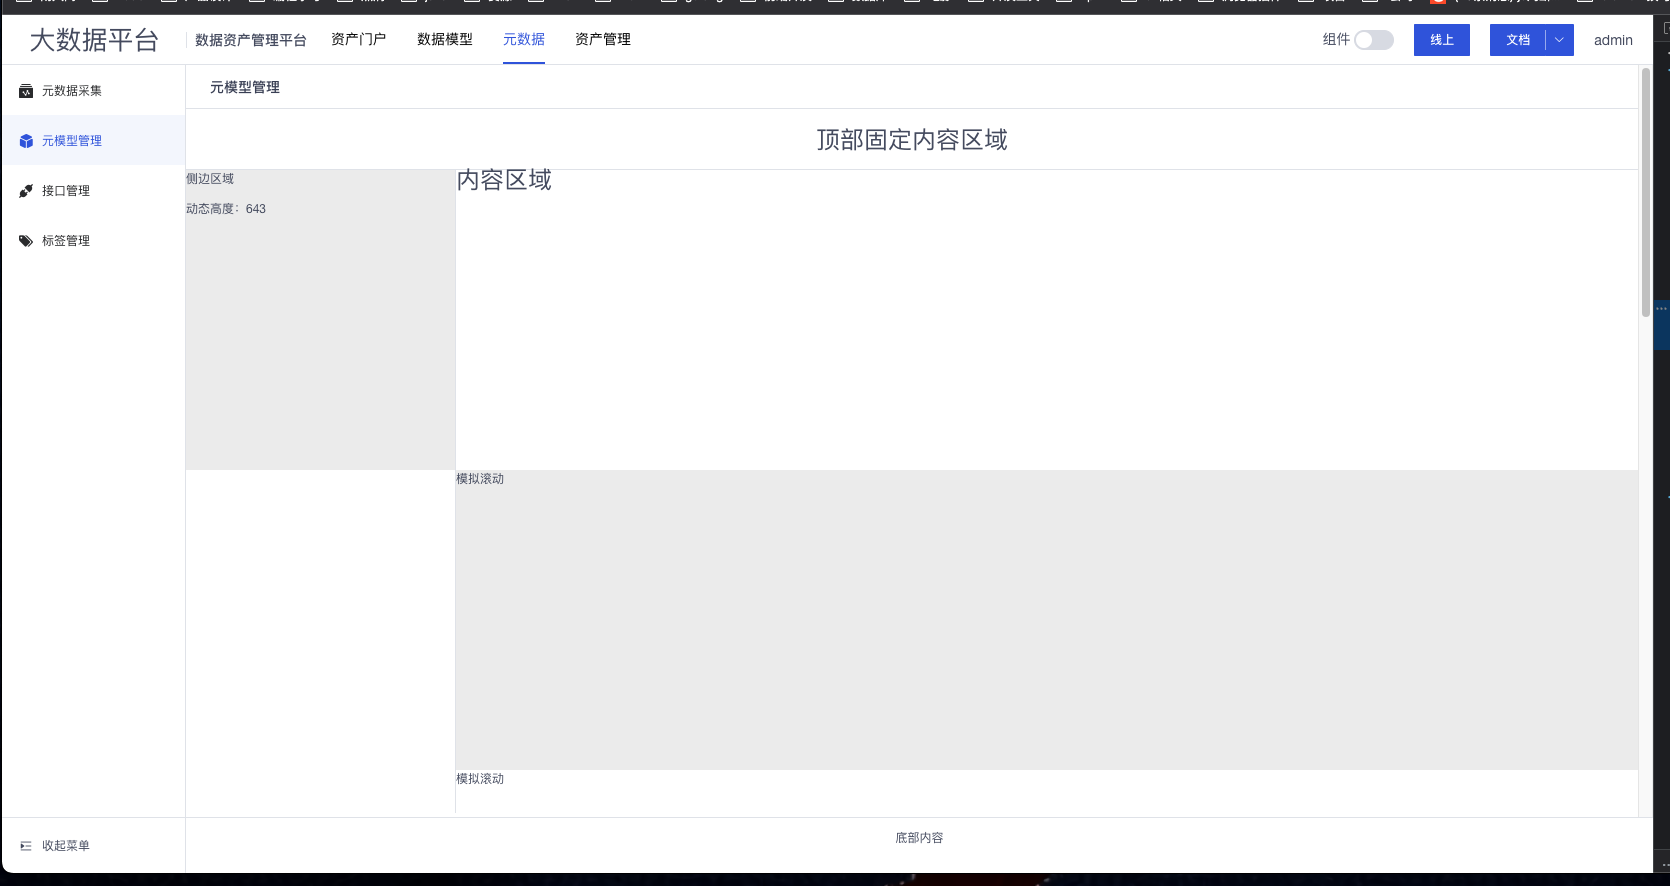 大数据平台
数据资产管理平台 资产门户 数据模型 元数据 资产管理 组件 线上 文档 admin
元数据采集
元模型管理
接口管理
标签管理
收起菜单
元模型管理
顶部固定内容区域
侧边区域
动态高度：643
内容区域
模拟滚动
模拟滚动
底部内容